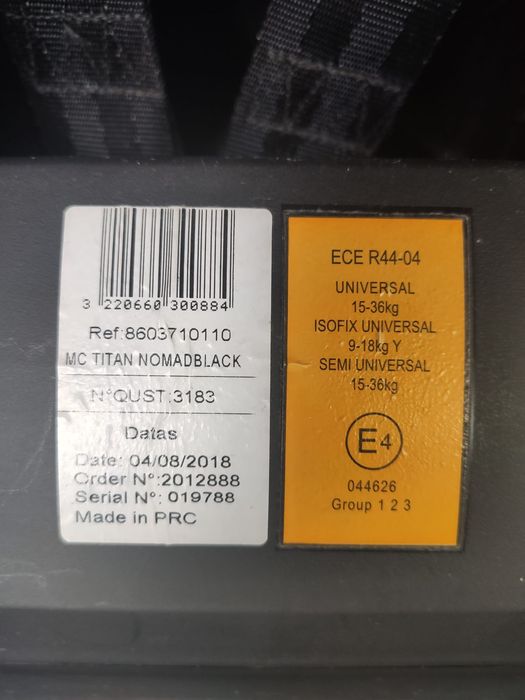 3 220660 300884
Ref:8603710110
MC TITAN NOMADBLACK
N°QUST:3183
Datas
Date: 04/08/2018
Order N°:2012888
Serial N°: 019788
Made in PRC
ECE R44-04
UNIVERSAL
15-36kg
ISOFIX UNIVERSAL
9-18kg Y
SEMI UNIVERSAL
15-36kg
E4
044626
Group 1 2 3